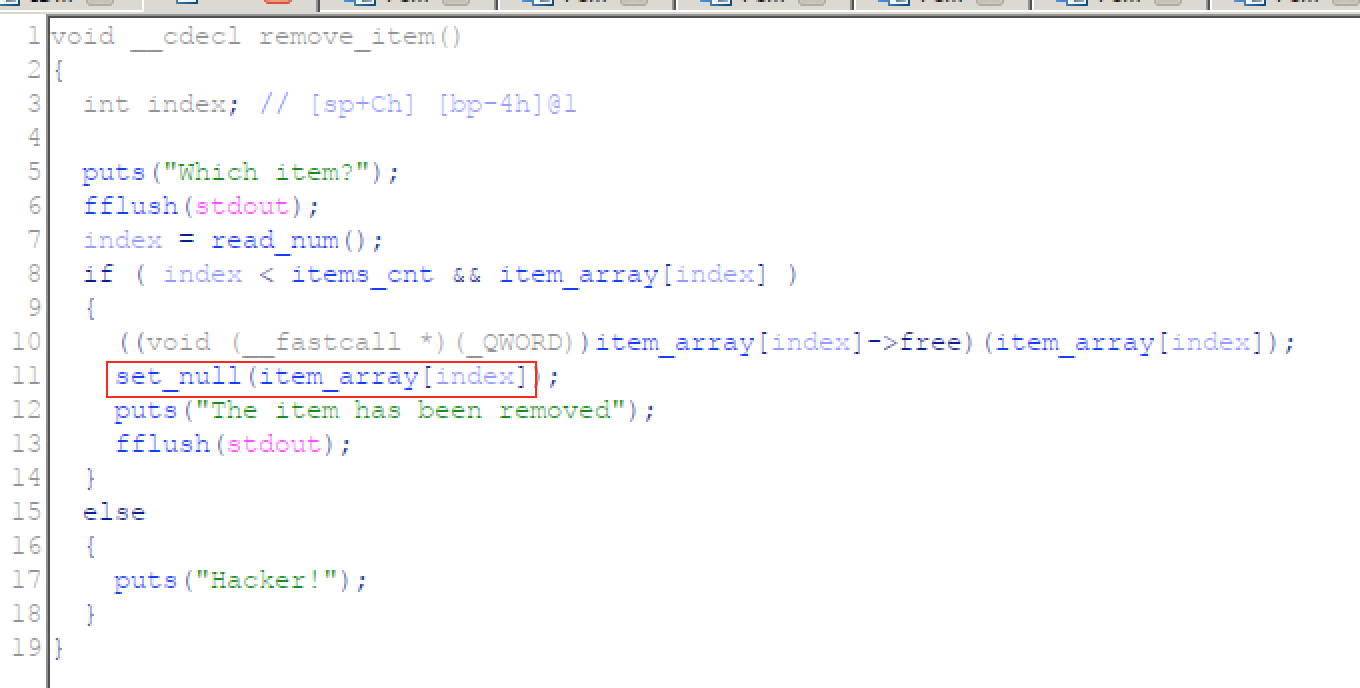 1 void __cdecl remove_item()
2 {
3   int index; // [sp+Ch] [bp-4h]@1
4
5   puts("Which item?");
6   fflush(stdout);
7   index = read_num();
8   if ( index < items_cnt && item_array[index] )
9   {
10     ((void (__fastcall *)(_QWORD))item_array[index]->free)(item_array[index]);
11     set_null(item_array[index]);
12     puts("The item has been removed");
13     fflush(stdout);
14   }
15   else
16   {
17     puts("Hacker!");
18   }
19 }